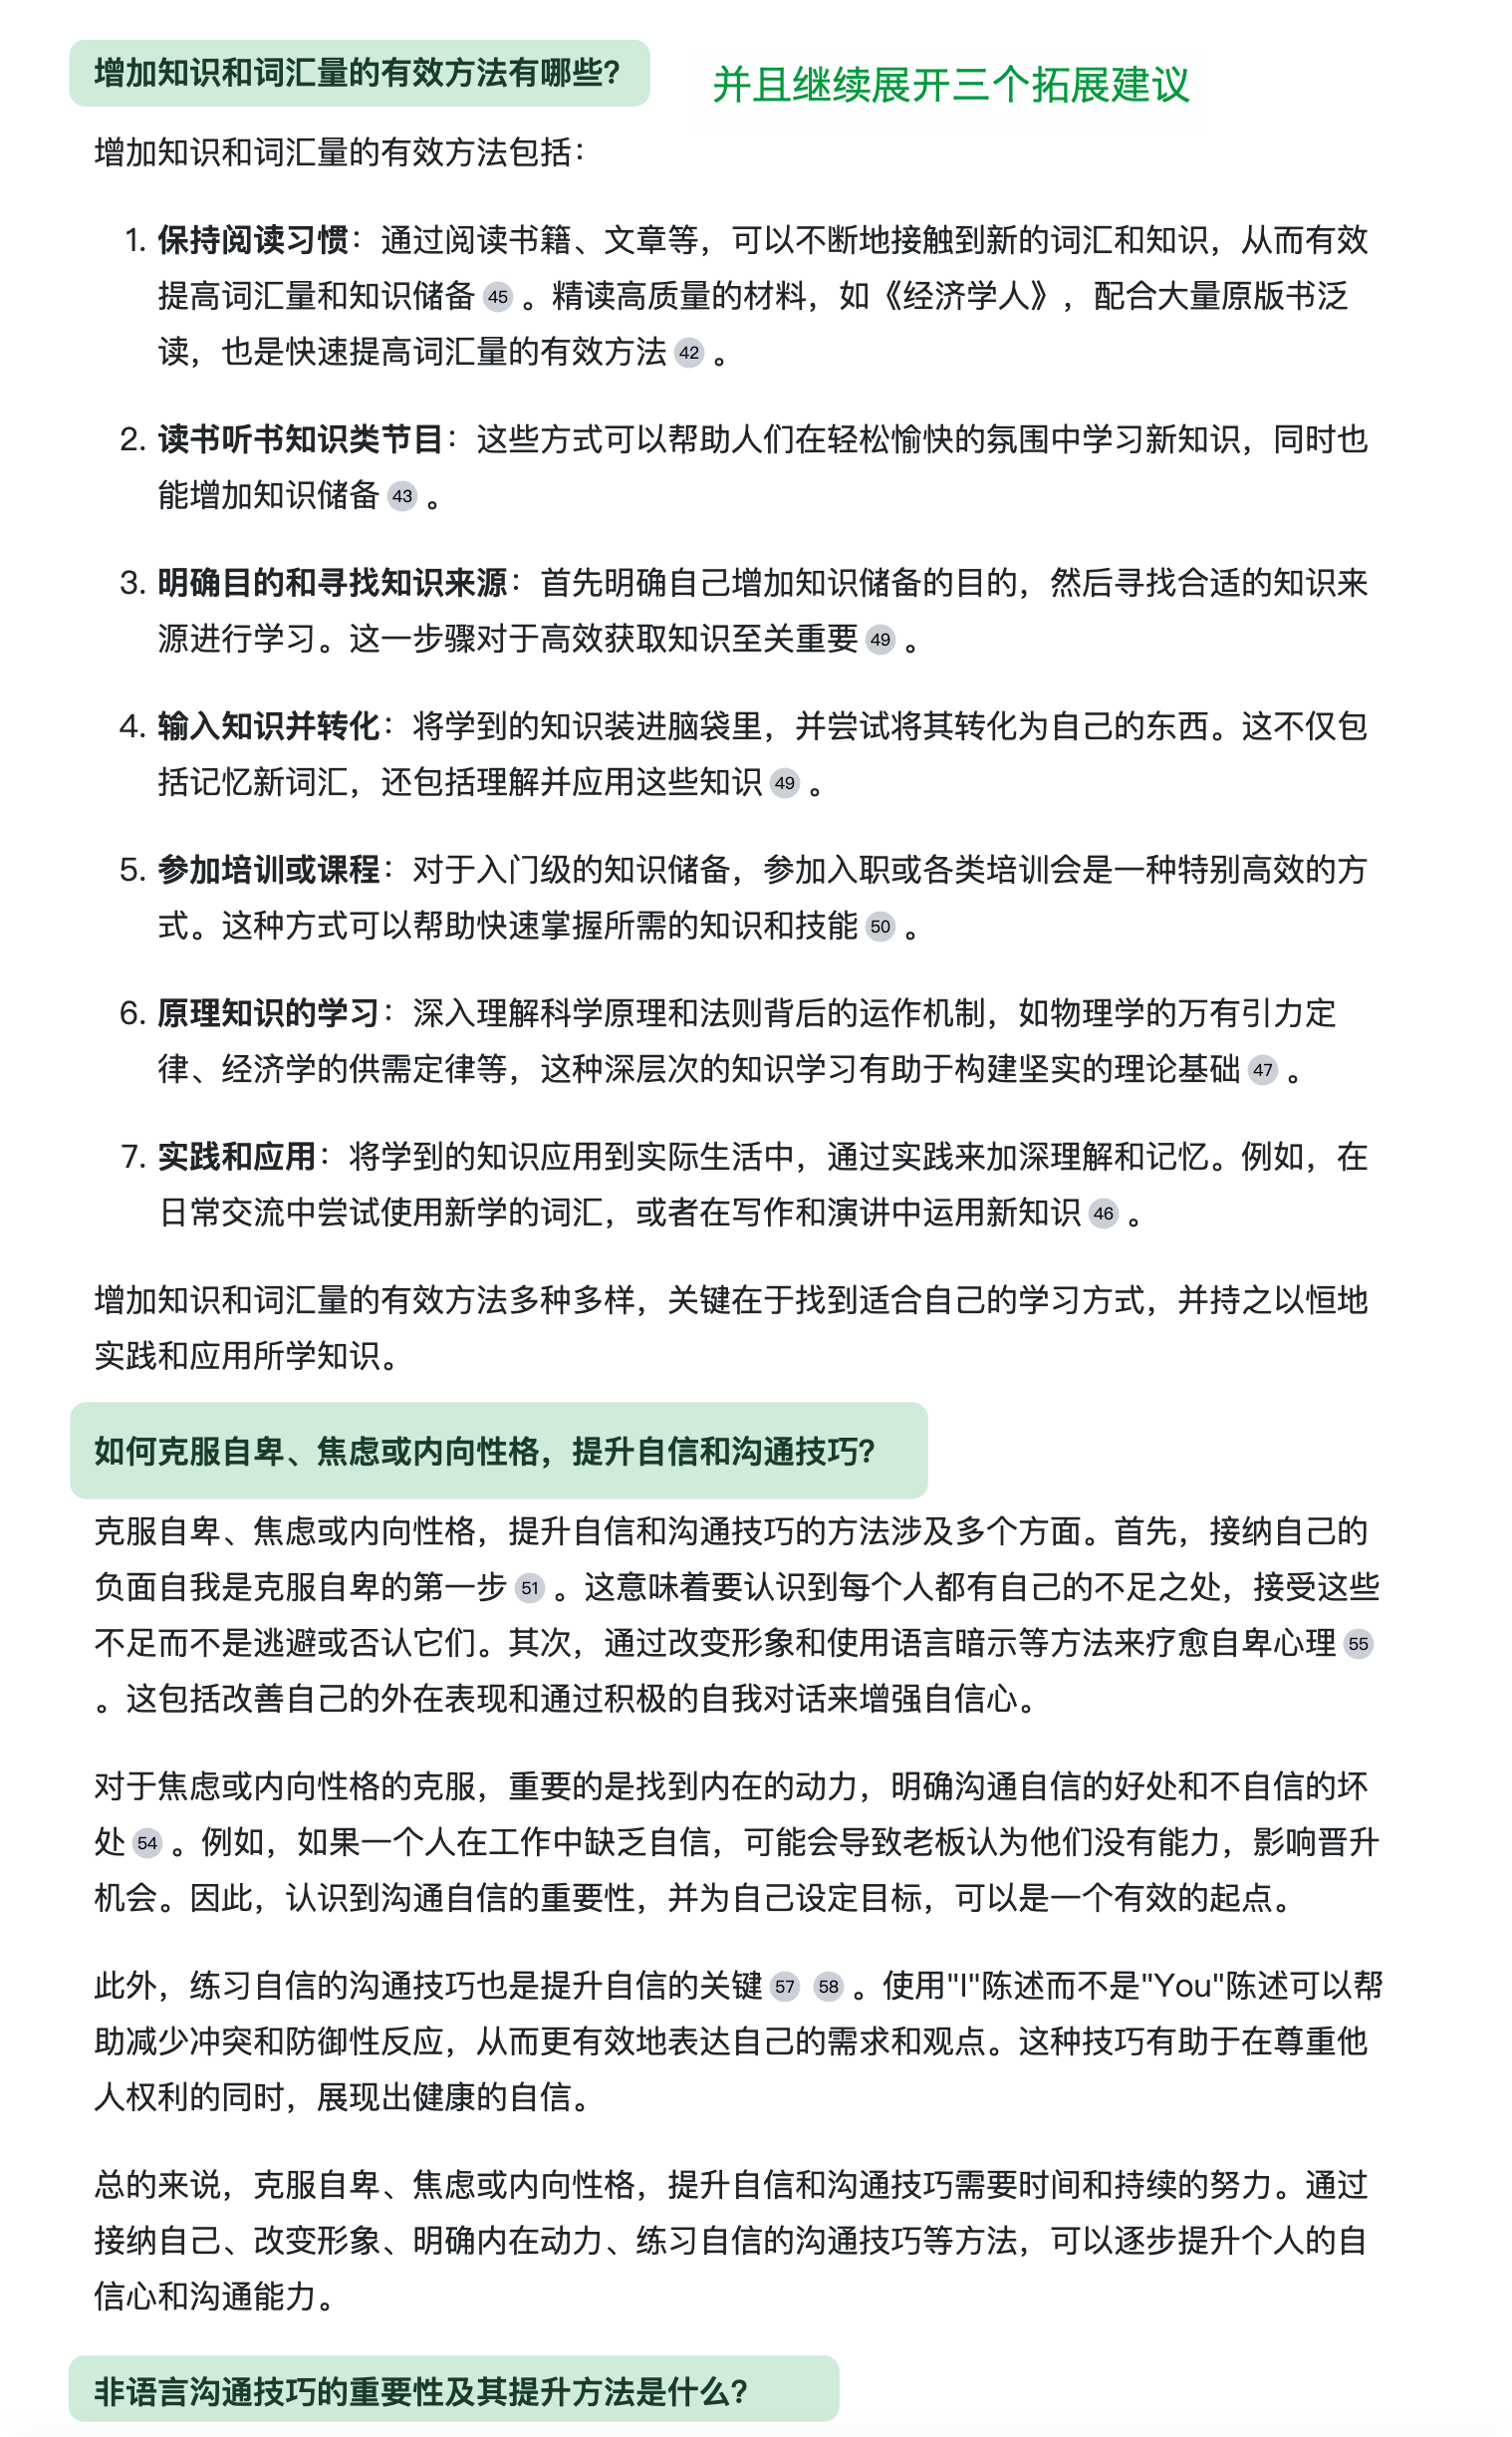 增加知识和词汇量的有效方法有哪些?
并且继续展开三个拓展建议
增加知识和词汇量的有效方法包括：
1. 保持阅读习惯：通过阅读书籍、文章等，可以不断地接触到新的词汇和知识，从而有效
提高词汇量和知识储备 45 。精读高质量的材料，如《经济学人》，配合大量原版书泛
读，也是快速提高词汇量的有效方法 42 。
2. 读书听书知识类节目：这些方式可以帮助人们在轻松愉快的氛围中学习新知识，同时也
能增加知识储备 43 。
3. 明确目的和寻找知识来源：首先明确自己增加知识储备的目的，然后寻找合适的知识来
源进行学习。这一步骤对于高效获取知识至关重要 49 。
4. 输入知识并转化：将学到的知识装进脑袋里，并尝试将其转化为自己的东西。这不仅包
括记忆新词汇，还包括理解并应用这些知识 49 。
5. 参加培训或课程：对于入门级的知识储备，参加入职或各类培训会是一种特别高效的方
式。这种方式可以帮助快速掌握所需的知识和技能 50 。
6. 原理知识的学习：深入理解科学原理和法则背后的运作机制，如物理学的万有引力定
律、经济学的供需定律等，这种深层次的知识学习有助于构建坚实的理论基础 47 。
7. 实践和应用：将学到的知识应用到实际生活中，通过实践来加深理解和记忆。例如，在
日常交流中尝试使用新学的词汇，或者在写作和演讲中运用新知识 46 。
增加知识和词汇量的有效方法多种多样，关键在于找到适合自己的学习方式，并持之以恒地
实践和应用所学知识。
如何克服自卑、焦虑或内向性格，提升自信和沟通技巧?
克服自卑、焦虑或内向性格，提升自信和沟通技巧的方法涉及多个方面。首先，接纳自己的
负面自我是克服自卑的第一步 51 。这意味着要认识到每个人都有自己的不足之处，接受这些
不足而不是逃避或否认它们。其次，通过改变形象和使用语言暗示等方法来疗愈自卑心理 55
。这包括改善自己的外在表现和通过积极的自我对话来增强自信心。
对于焦虑或内向性格的克服，重要的是找到内在的动力，明确沟通自信的好处和不自信的坏
处 54 。例如，如果一个人在工作中缺乏自信，可能会导致老板认为他们没有能力，影响晋升
机会。因此，认识到沟通自信的重要性，并为自己设定目标，可以是一个有效的起点。
此外，练习自信的沟通技巧也是提升自信的关键 57 58 。使用"I"陈述而不是"You"陈述可以帮
助减少冲突和防御性反应，从而更有效地表达自己的需求和观点。这种技巧有助于在尊重他
人权利的同时，展现出健康的自信。
总的来说，克服自卑、焦虑或内向性格，提升自信和沟通技巧需要时间和持续的努力。通过
接纳自己、改变形象、明确内在动力、练习自信的沟通技巧等方法，可以逐步提升个人的自
信心和沟通能力。
非语言沟通技巧的重要性及其提升方法是什么?